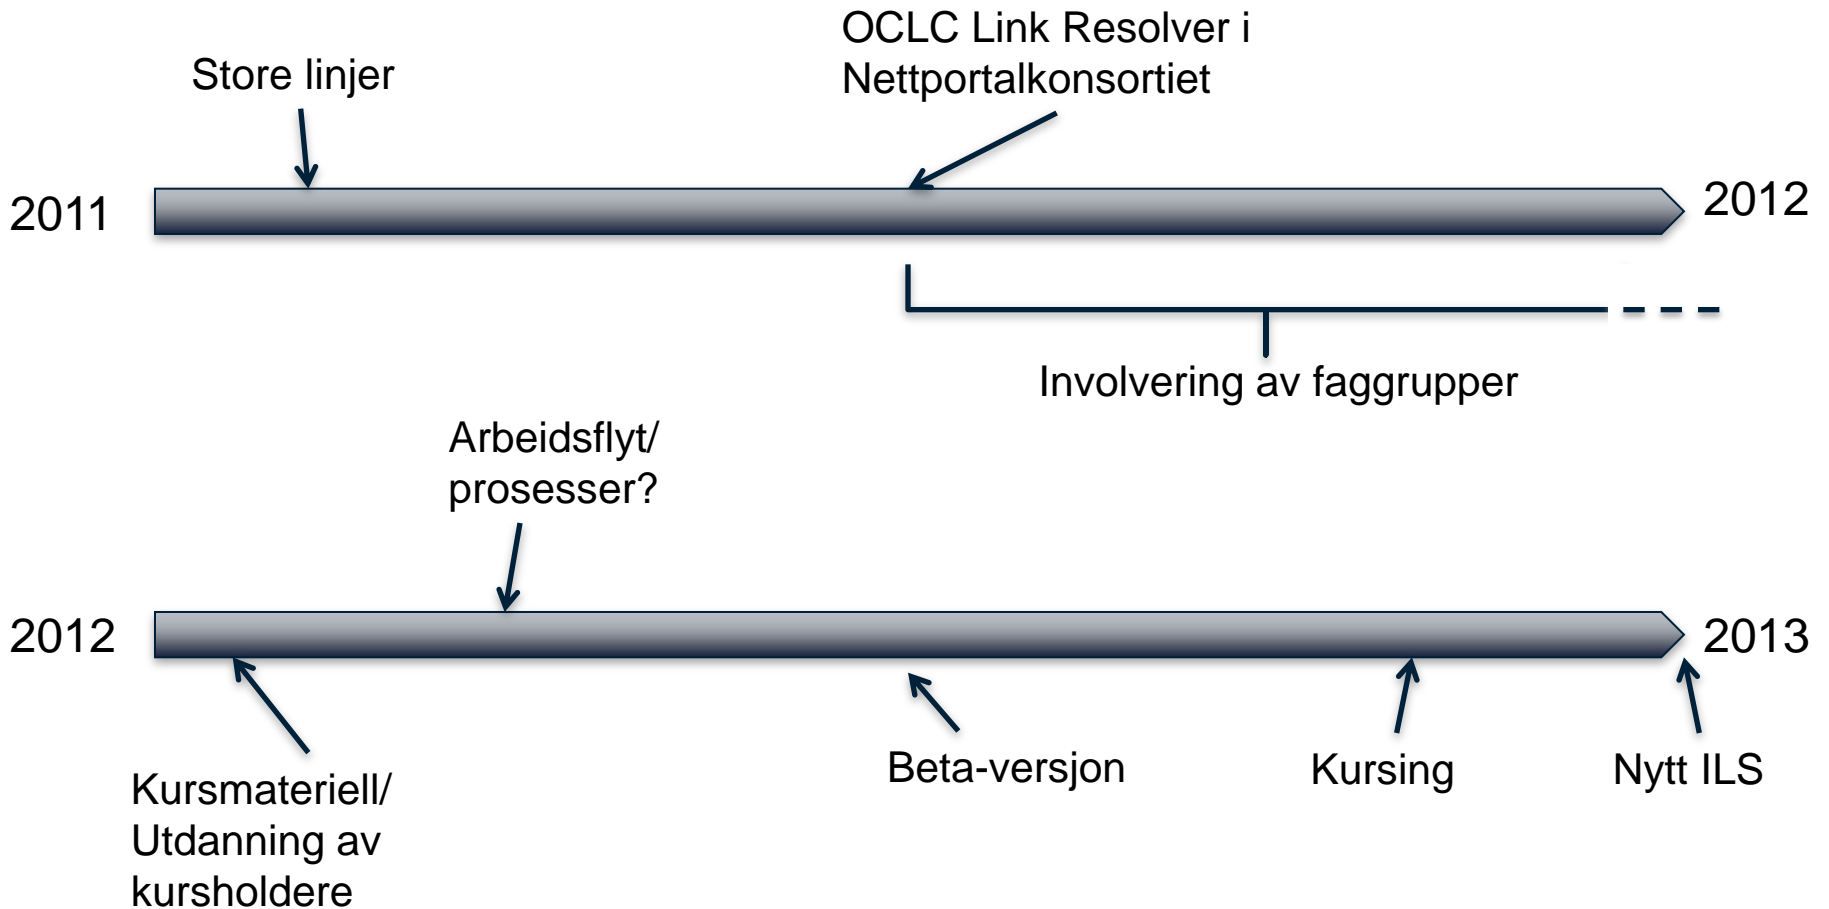 OCLC Link Resolver i
Nettportalkonsortiet
Store linjer
2011
2012
Involvering av faggrupper
Arbeidsflyt/
prosesser?
2012
2013
Kursmateriell/
Utdanning av
kursholdere
Beta-versjon
Kursing
Nytt ILS